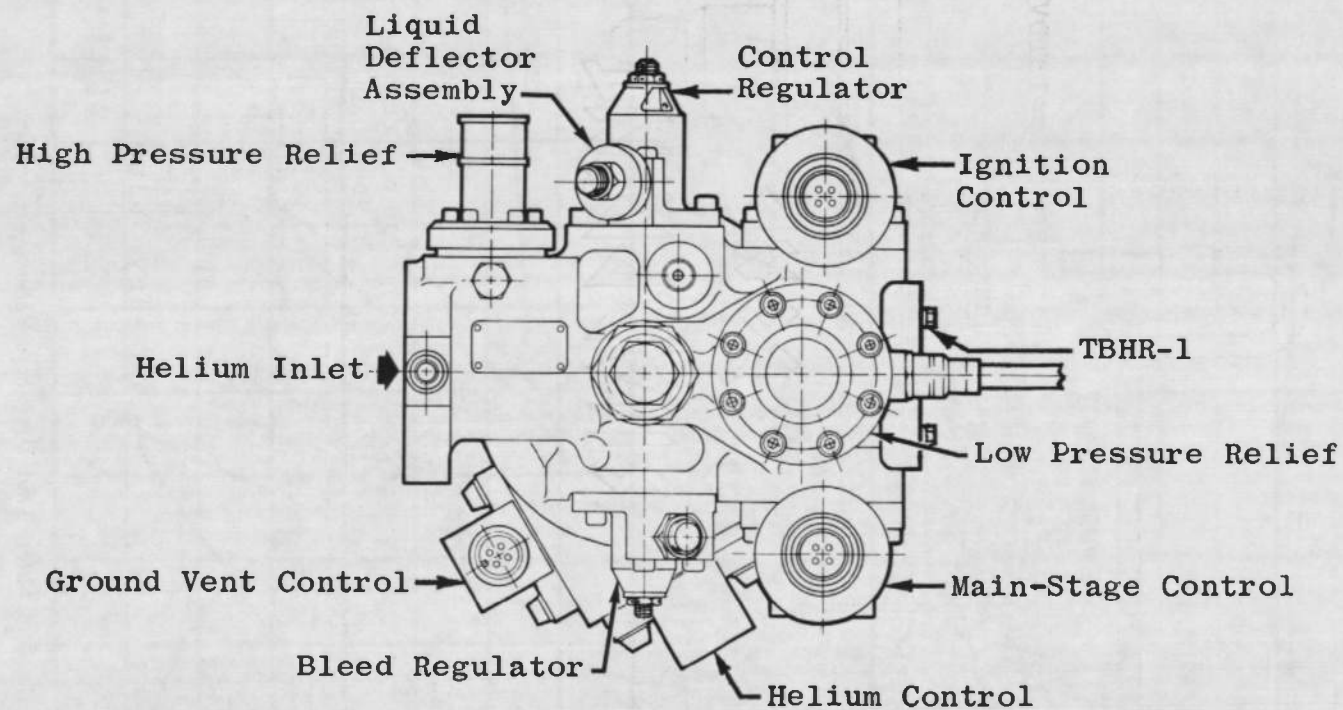 Liquid
Deflector
Assembly
Control
Regulator
High Pressure Relief
Ignition
Control
Helium Inlet
TBHR-1
Low Pressure Relief
Ground Vent Control
Main-Stage Control
Bleed Regulator
Helium Control